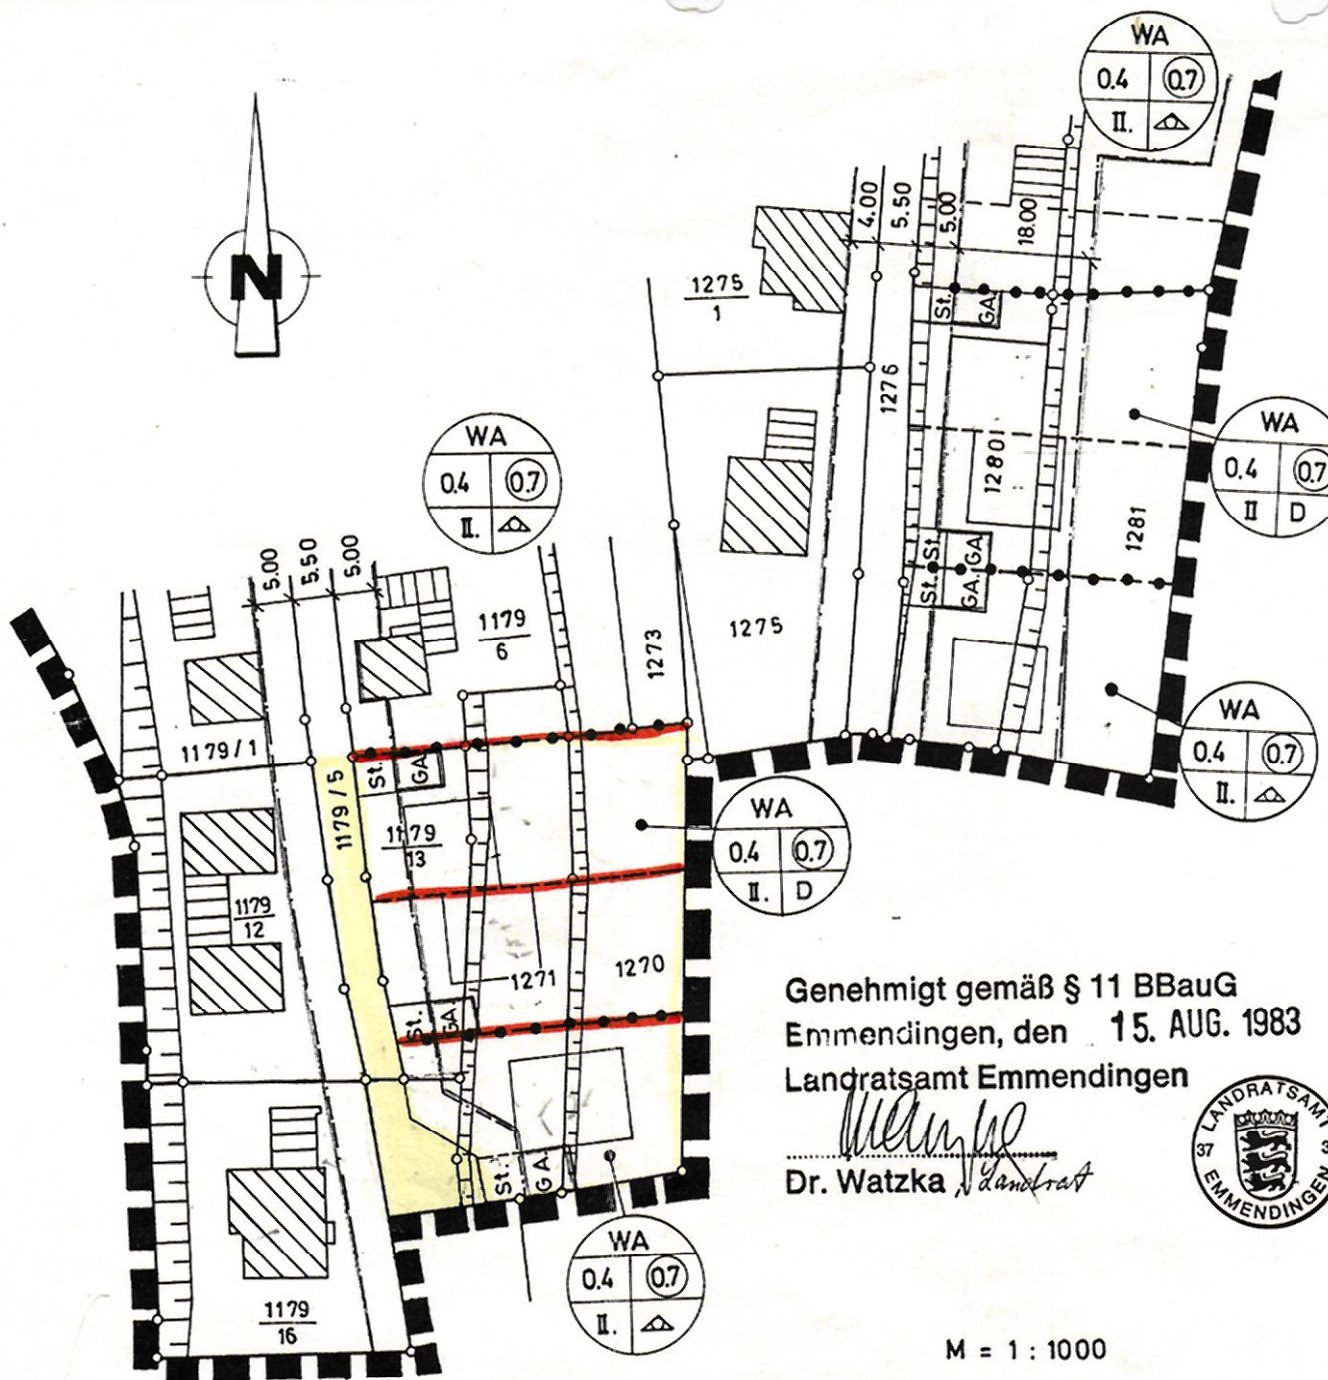 WA
0.4 0.7
II.
N
4.00
5.50
5.00
18.00
1275
1
St.
GA.
1276
WA
0.4 0.7
II D
WA
0.4 0.7
II.
1280
1281
5.00
5.50
5.00
St.
GA.
St.
GA.
1179
6
1273
1275
WA
0.4 0.7
II.
1179/1
1179/5
St.
GA.
WA
0.4 0.7
II. D
1179
13
1179
12
1271
1270
St.
GA.
Genehmigt gemäß § 11 BBauG
Emmendingen, den 15. AUG. 1983
Landratsamt Emmendingen
Dr. Watzka, Landrat
LANDRATSAMT
37
EMMENDINGEN
St.
GA.
WA
0.4 0.7
II.
1179
16
M = 1 : 1000